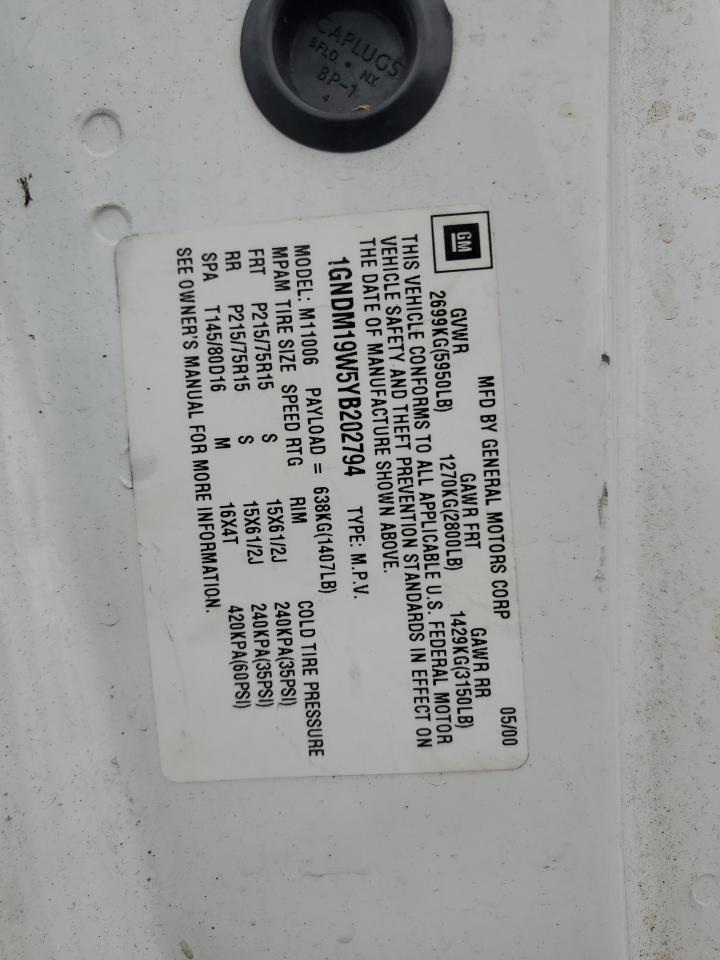 CAPLUGS
BFLO. • N.Y.
BP-1
4
GM
MFD BY GENERAL MOTORS CORP 05/00
GVWR GAWR FRT GAWR RR
2699KG(5950LB) 1270KG(2800LB) 1429KG(3150LB)
THIS VEHICLE CONFORMS TO ALL APPLICABLE U.S. FEDERAL MOTOR
VEHICLE SAFETY AND THEFT PREVENTION STANDARDS IN EFFECT ON
THE DATE OF MANUFACTURE SHOWN ABOVE.
1GNDM19W5YB202794 TYPE: M.P.V.
MODEL: M11006 PAYLOAD = 638KG(1407LB)
MPAM TIRE SIZE SPEED RTG RIM COLD TIRE PRESSURE
FRT P215/75R15 S 15X61/2J 240KPA(35PSI)
RR P215/75R15 S 15X61/2J 240KPA(35PSI)
SPA T145/80D16 M 16X4T 420KPA(60PSI)
SEE OWNER'S MANUAL FOR MORE INFORMATION.